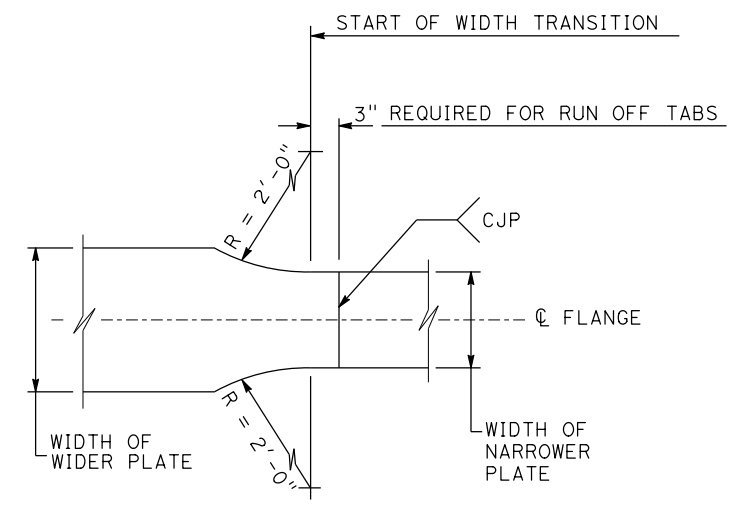 START OF WIDTH TRANSITION
3" REQUIRED FOR RUN OFF TABS
R = 2'-0"
CJP
℄ FLANGE
R = 2'-0"
WIDTH OF
WIDER PLATE
WIDTH OF
NARROWER
PLATE